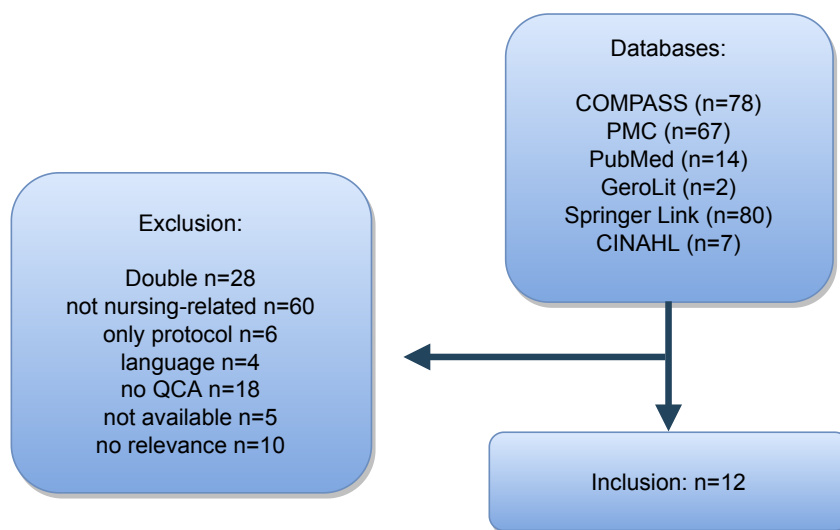 Databases:
COMPASS (n=78)
PMC (n=67)
PubMed (n=14)
GeroLit (n=2)
Springer Link (n=80)
CINAHL (n=7)
Exclusion:
Double n=28
not nursing-related n=60
only protocol n=6
language n=4
no QCA n=18
not available n=5
no relevance n=10
Inclusion: n=12